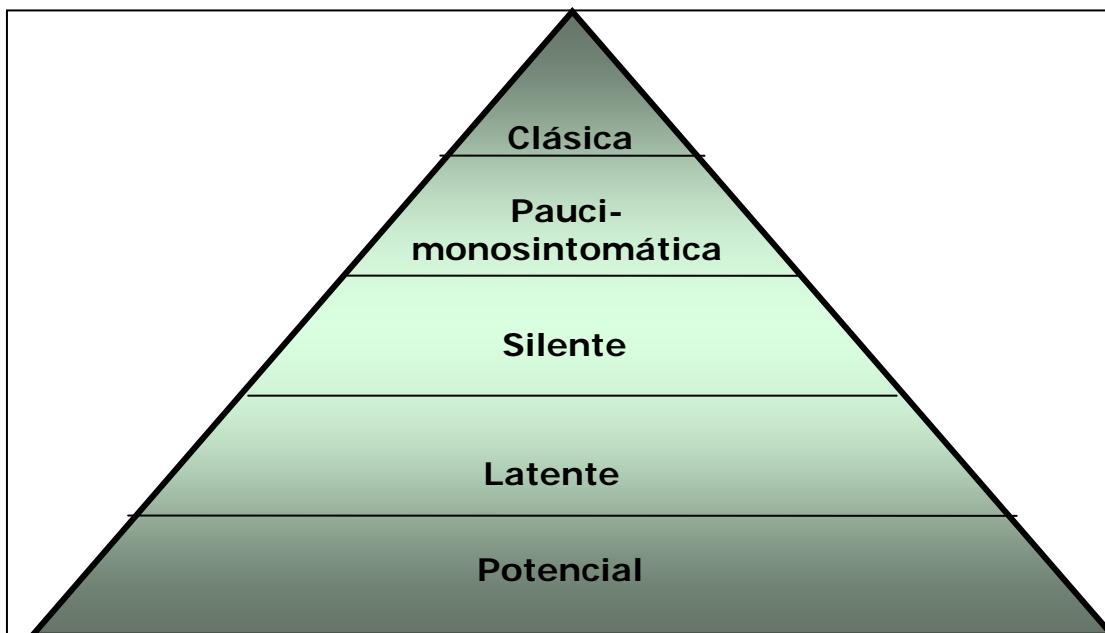 Clásica
Pauci-
monosintomática
Silente
Latente
Potencial